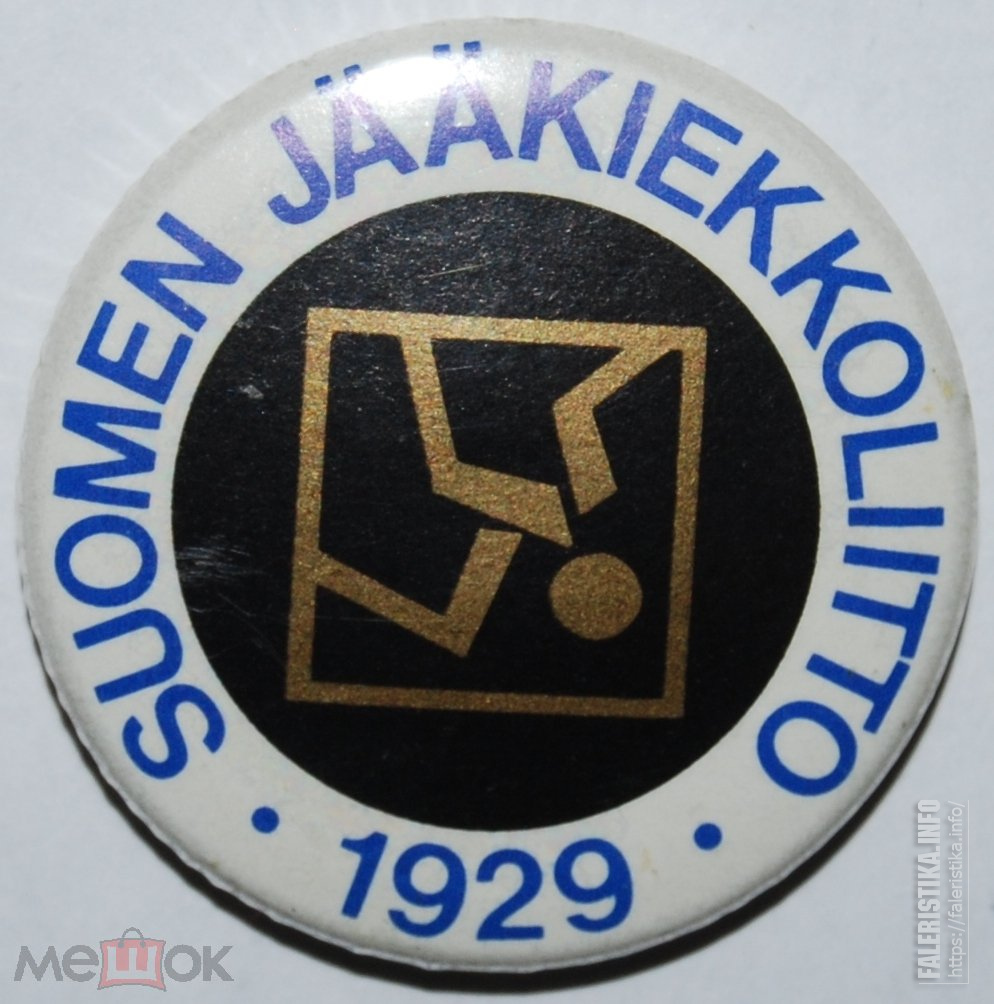 SUOMEN JÄÄKIEKKOLIITTO
• 1929 •
мешок
FALERISTIKA.INFO
https://faleristika.info/